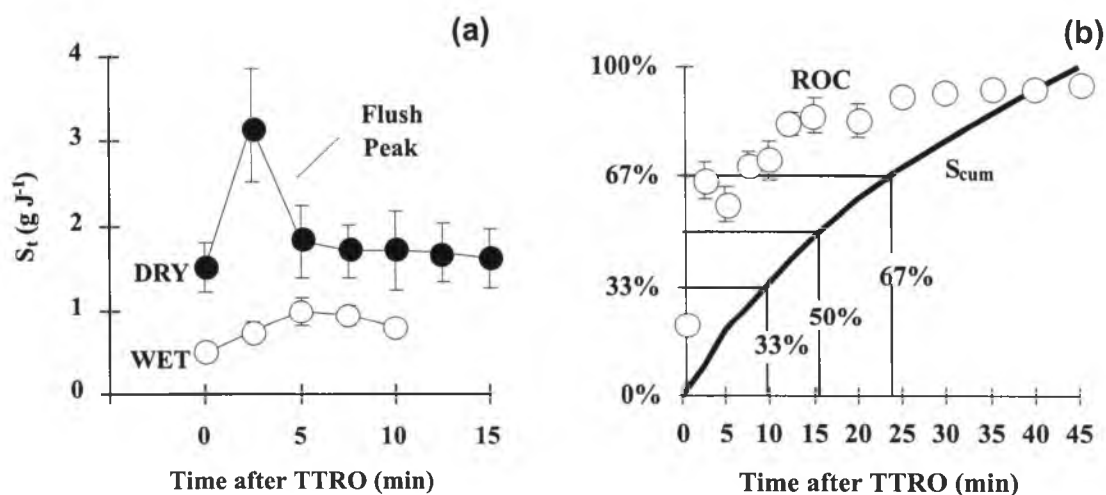 (a)
4
3
2
1
0
St (g J-1)
Flush
Peak
DRY
WET
0 5 10 15
Time after TTRO (min)
(b)
100%
67%
33%
0%
ROC
Scum
67%
50%
33%
0 5 10 15 20 25 30 35 40 45
Time after TTRO (min)